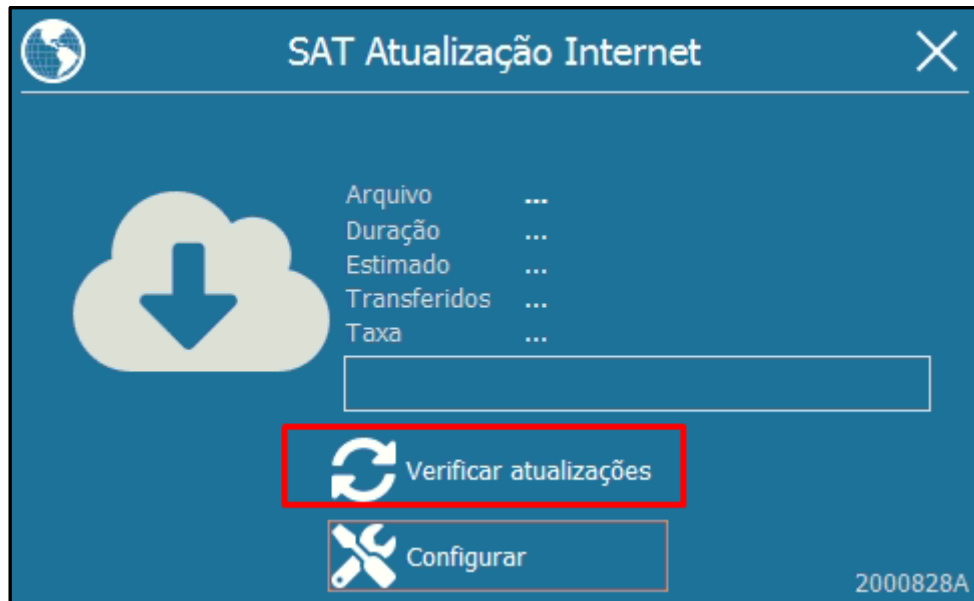 SAT Atualização Internet
Arquivo ...
Duração ...
Estimado ...
Transferidos ...
Taxa ...
Verificar atualizações
Configurar
2000828A